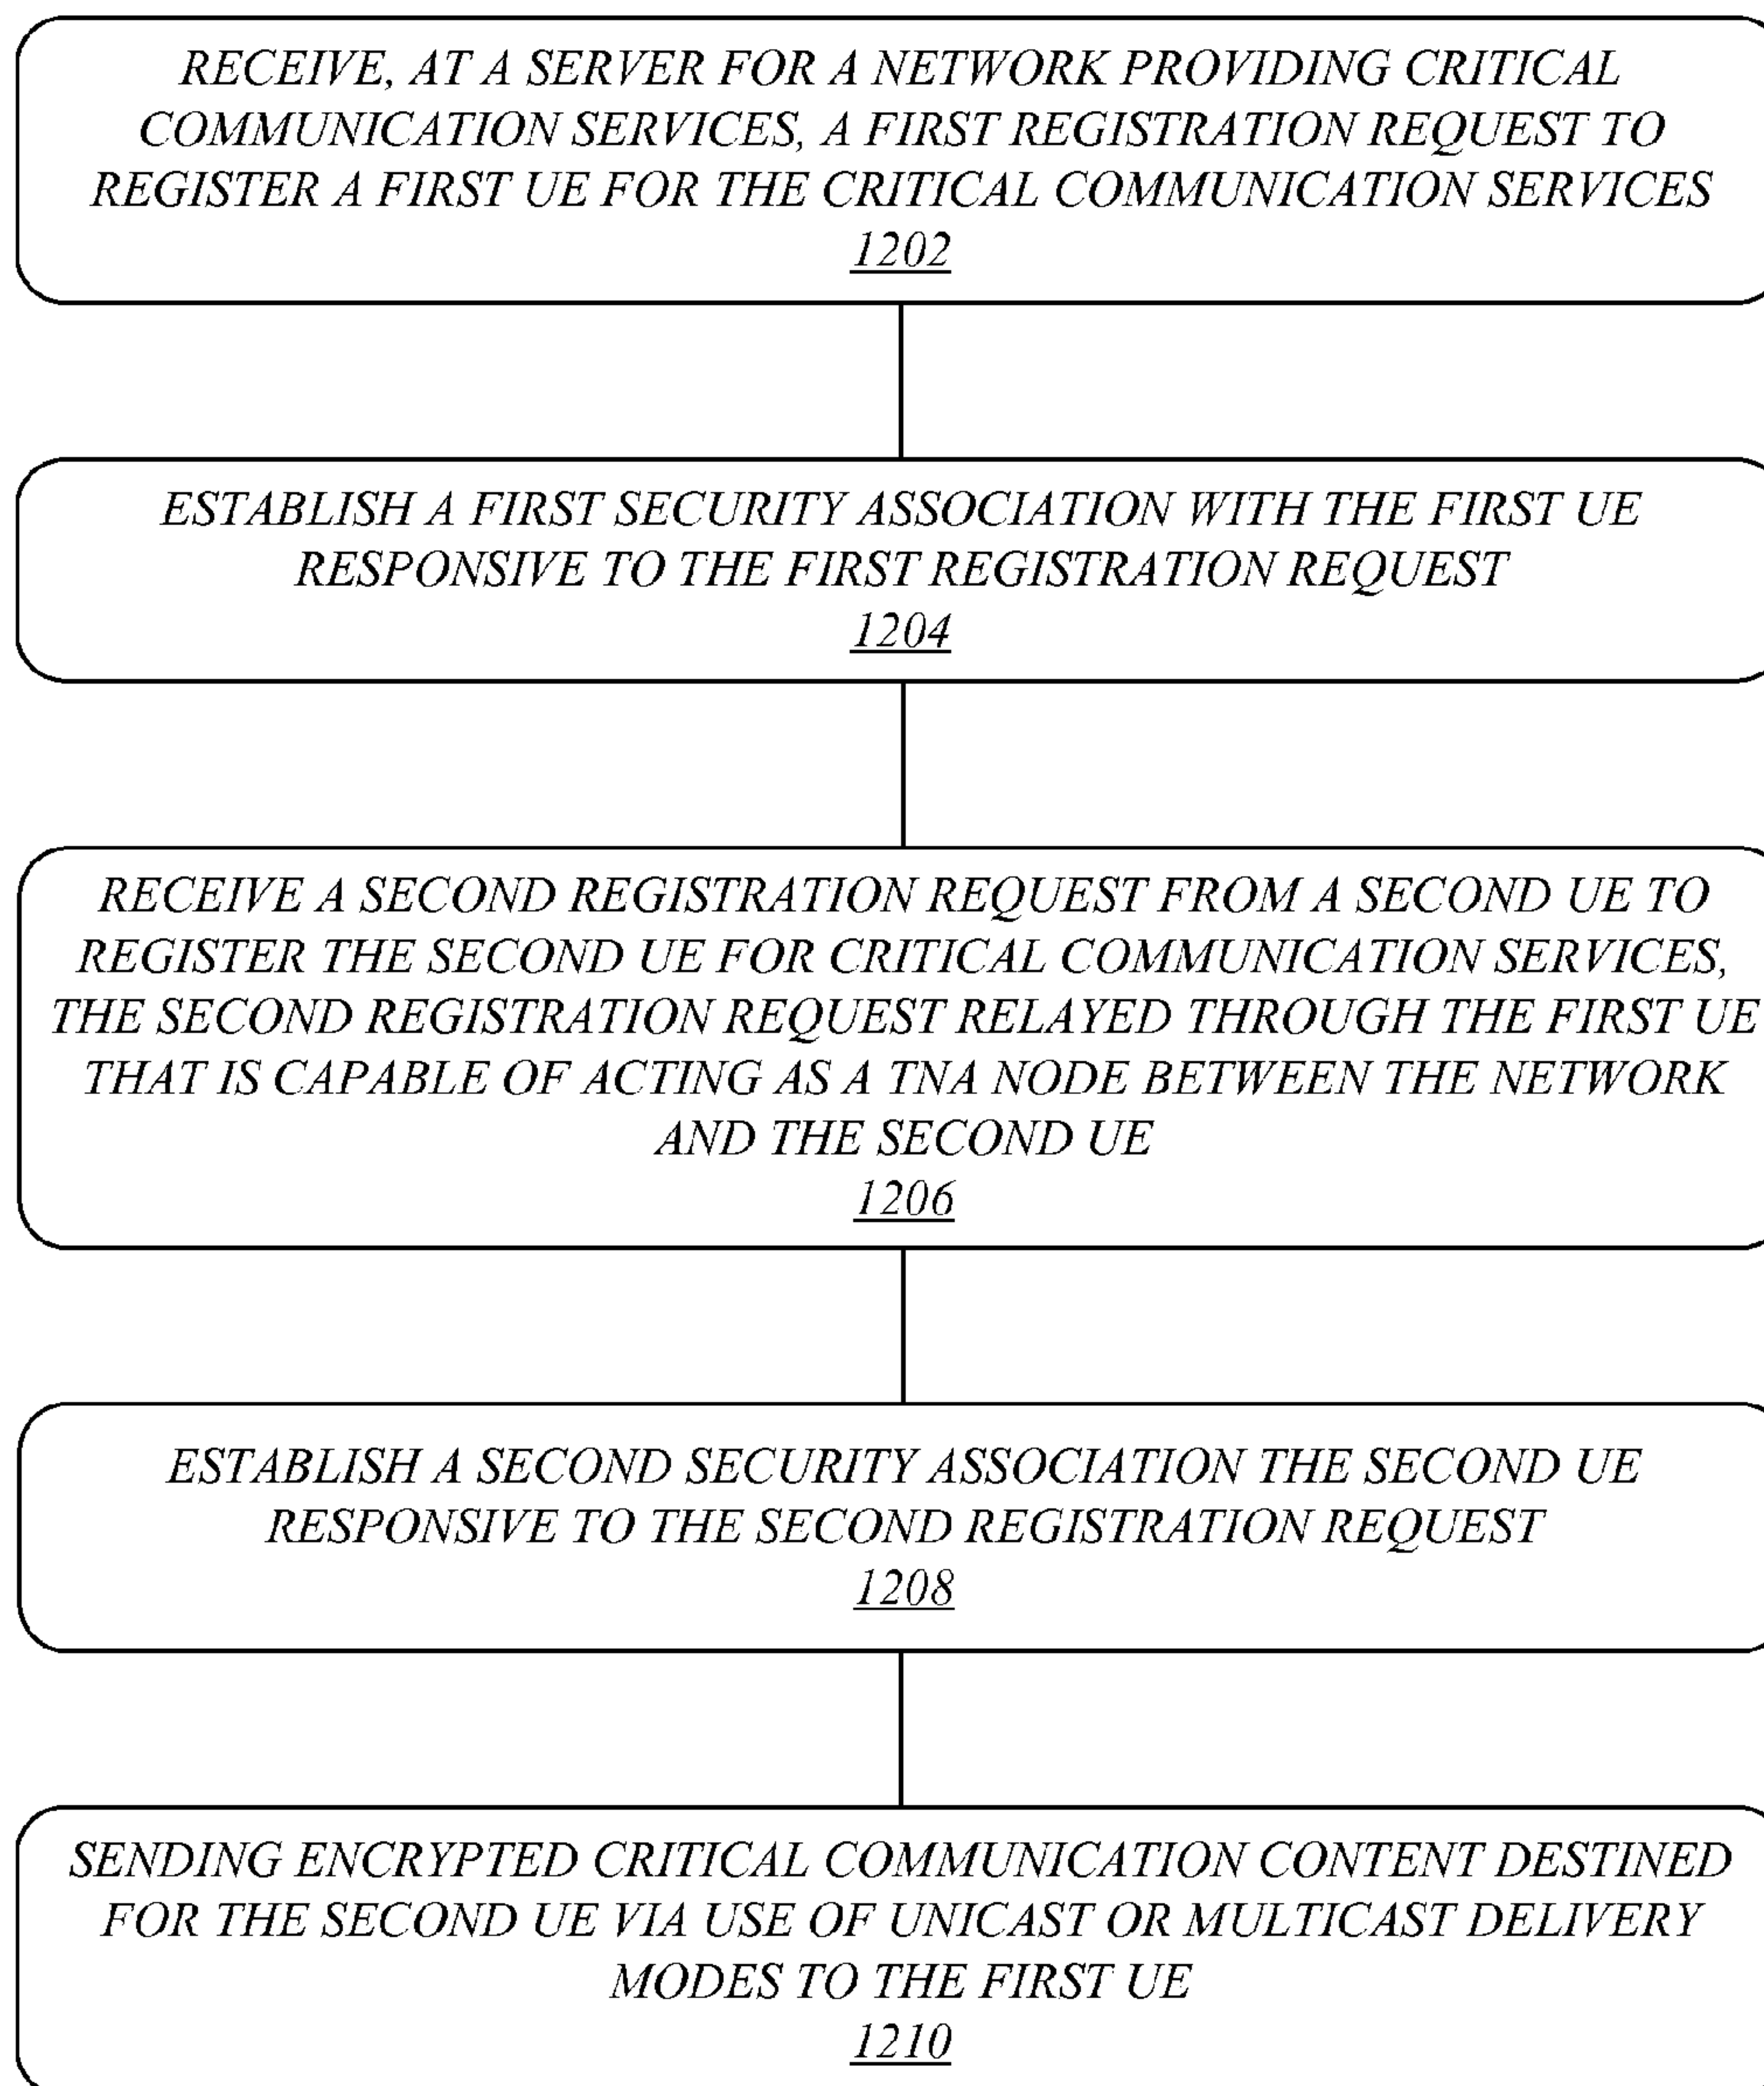 RECEIVE, AT A SERVER FOR A NETWORK PROVIDING CRITICAL
COMMUNICATION SERVICES, A FIRST REGISTRATION REQUEST TO
REGISTER A FIRST UE FOR THE CRITICAL COMMUNICATION SERVICES
1202
ESTABLISH A FIRST SECURITY ASSOCIATION WITH THE FIRST UE
RESPONSIVE TO THE FIRST REGISTRATION REQUEST
1204
RECEIVE A SECOND REGISTRATION REQUEST FROM A SECOND UE TO
REGISTER THE SECOND UE FOR CRITICAL COMMUNICATION SERVICES,
THE SECOND REGISTRATION REQUEST RELAYED THROUGH THE FIRST UE
THAT IS CAPABLE OF ACTING AS A TNA NODE BETWEEN THE NETWORK
AND THE SECOND UE
1206
ESTABLISH A SECOND SECURITY ASSOCIATION THE SECOND UE
RESPONSIVE TO THE SECOND REGISTRATION REQUEST
1208
SENDING ENCRYPTED CRITICAL COMMUNICATION CONTENT DESTINED
FOR THE SECOND UE VIA USE OF UNICAST OR MULTICAST DELIVERY
MODES TO THE FIRST UE
1210